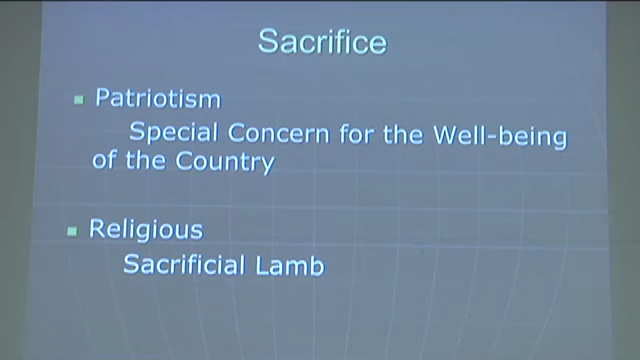 Sacrifice
Patriotism
Special Concern for the Well-being
of the Country
Religious
Sacrificial Lamb